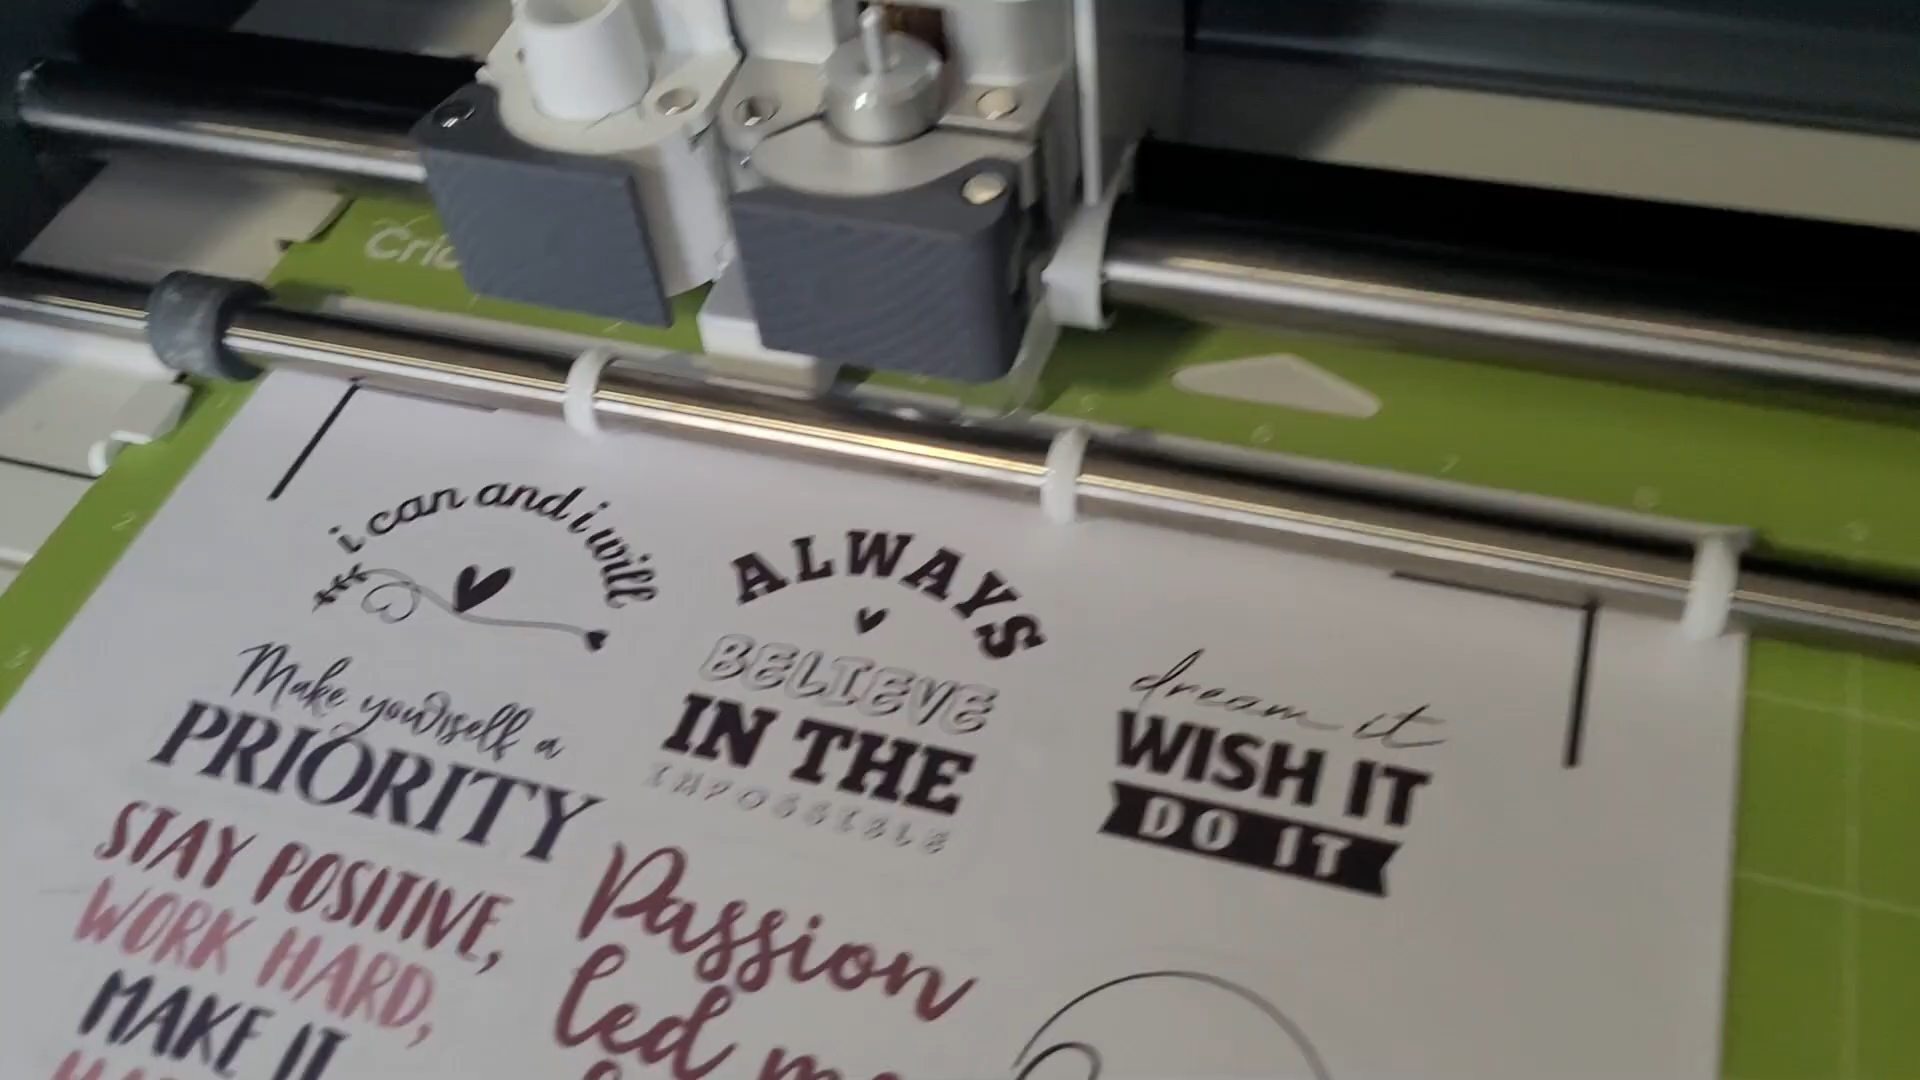 Cric
i can and i will
ALWAYS
BELIEVE
IN THE
IMPOSSIBLE
dream it
WISH IT
DO IT
Make yourself a
PRIORITY
STAY POSITIVE,
WORK HARD,
MAKE IT
Passion
led me